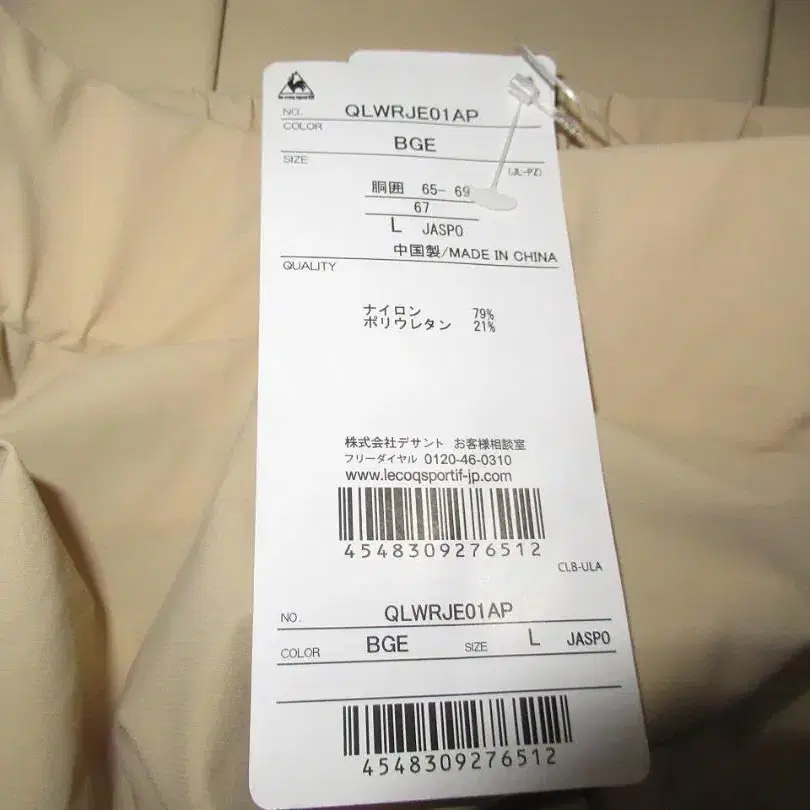 le coq sportif
NO. QLWRJE01AP
COLOR
BGE
SIZE
(JL-PZ)
胴囲 65-69
67
L JASPO
中国製/MADE IN CHINA
QUALITY
ナイロン 79%
ポリウレタン 21%
株式会社デサント お客様相談室
フリーダイヤル 0120-46-0310
www.lecoqsportif-jp.com
4548309276512
CLB-ULA
NO. QLWRJE01AP
COLOR BGE SIZE L JASPO
4548309276512